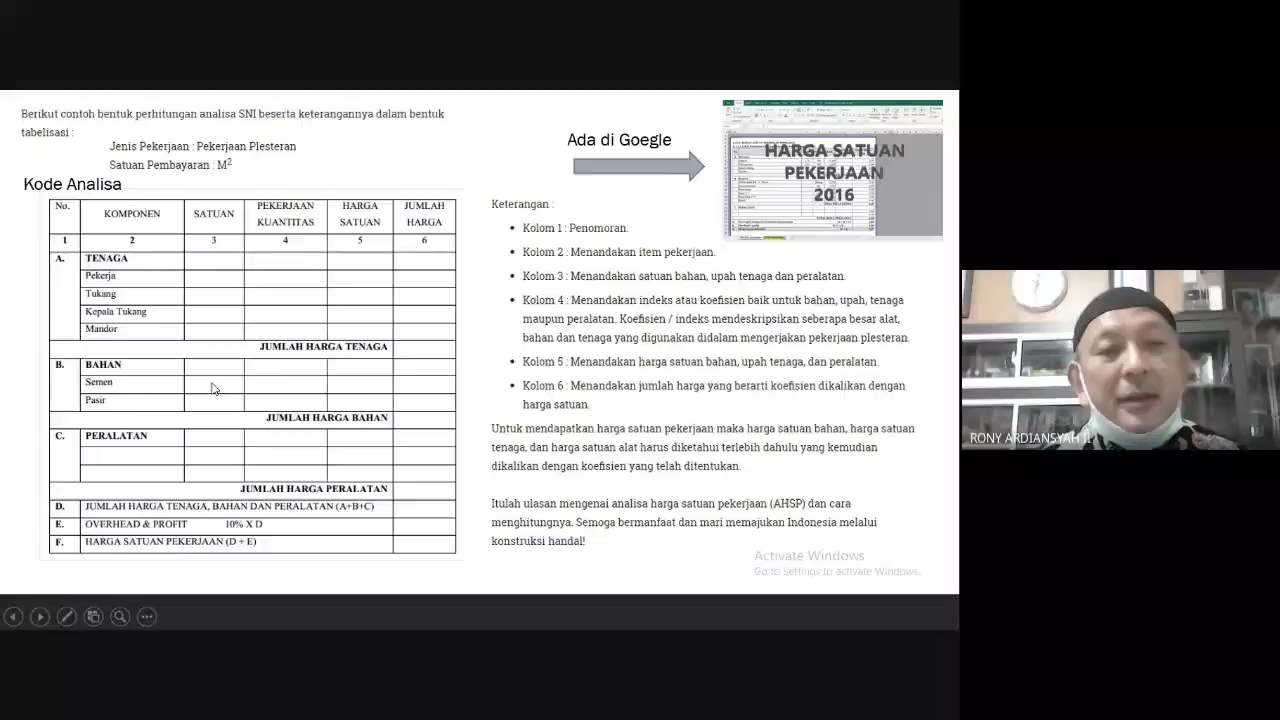 Berikut contoh bentuk perhitungan analisa SNI beserta keterangannya dalam bentuk
tabelisasi :
Jenis Pekerjaan : Pekerjaan Plesteran
Satuan Pembayaran : M2
Kode Analisa
No. KOMPONEN SATUAN PEKERJAAN KUANTITAS HARGA SATUAN JUMLAH HARGA
1 2 3 4 5 6
A. TENAGA
Pekerja
Tukang
Kepala Tukang
Mandor
JUMLAH HARGA TENAGA
B. BAHAN
Semen
Pasir
JUMLAH HARGA BAHAN
C. PERALATAN
JUMLAH HARGA PERALATAN
D. JUMLAH HARGA TENAGA, BAHAN DAN PERALATAN (A+B+C)
E. OVERHEAD & PROFIT 10% X D
F. HARGA SATUAN PEKERJAAN (D + E)
Ada di Goegle
HARGA SATUAN
PEKERJAAN
2016
Keterangan :
• Kolom 1 : Penomoran.
• Kolom 2 : Menandakan item pekerjaan.
• Kolom 3 : Menandakan satuan bahan, upah tenaga dan peralatan.
• Kolom 4 : Menandakan indeks atau koefisien baik untuk bahan, upah, tenaga
maupun peralatan. Koefisien / indeks mendeskripsikan seberapa besar alat,
bahan dan tenaga yang digunakan didalam mengerjakan pekerjaan plesteran.
• Kolom 5 : Menandakan harga satuan bahan, upah tenaga, dan peralatan.
• Kolom 6 : Menandakan jumlah harga yang berarti koefisien dikalikan dengan
harga satuan.
Untuk mendapatkan harga satuan pekerjaan maka harga satuan bahan, harga satuan
tenaga, dan harga satuan alat harus diketahui terlebih dahulu yang kemudian
dikalikan dengan koefisien yang telah ditentukan.
Itulah ulasan mengenai analisa harga satuan pekerjaan (AHSP) dan cara
menghitungnya. Semoga bermanfaat dan mari memajukan Indonesia melalui
konstruksi handal!
Activate Windows
Go to Settings to activate Windows.
RONY ARDIANSYAH II